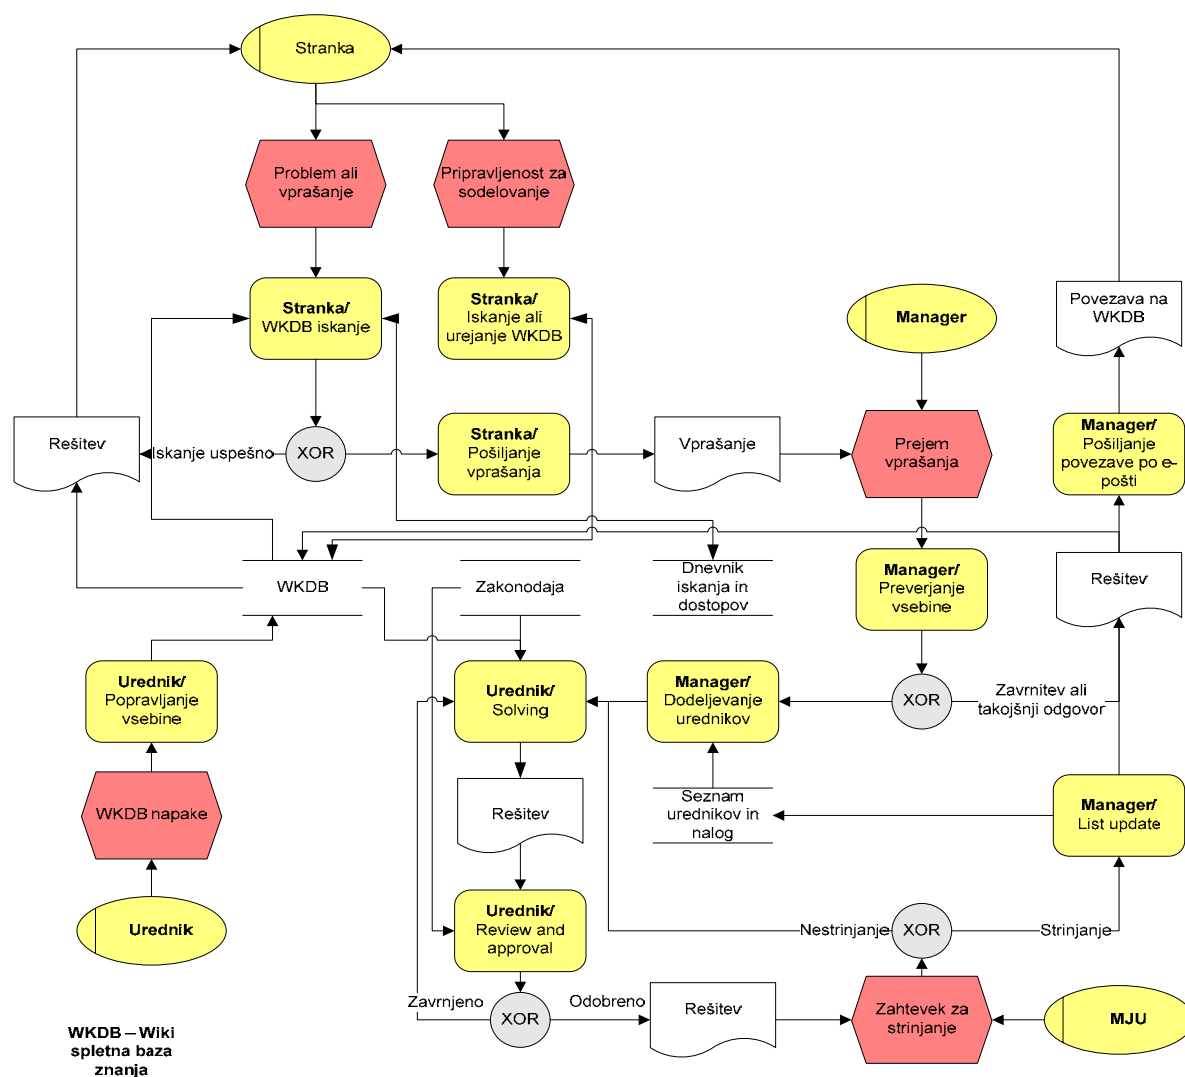 Stranka
Problem ali
vprašanje
Pripravljenost za
sodelovanje
Stranka/
WKDB iskanje
Stranka/
Iskanje ali
urejanje WKDB
Manager
Povezava na
WKDB
Rešitev
Iskanje uspešno
XOR
Stranka/
Pošiljanje
vprašanja
Vprašanje
Prejem
vprašanja
Manager/
Pošiljanje
povezave po e-
pošti
WKDB
Zakonodaja
Dnevnik
iskanja in
dostopov
Manager/
Preverjanje
vsebine
Rešitev
Urednik/
Popravljanje
vsebine
Urednik/
Solving
Manager/
Dodeljevanje
urednikov
XOR
Zavrnitev ali
takojšnji odgovor
WKDB napake
Rešitev
Seznam
urednikov in
nalog
Manager/
List update
Urednik
Urednik/
Review and
approval
Nestrinjanje
XOR
Strinjanje
Zavrnjeno
XOR
Odobreno
Rešitev
Zahtevek za
strinjanje
MJU
WKDB – Wiki
spletna baza
znanja